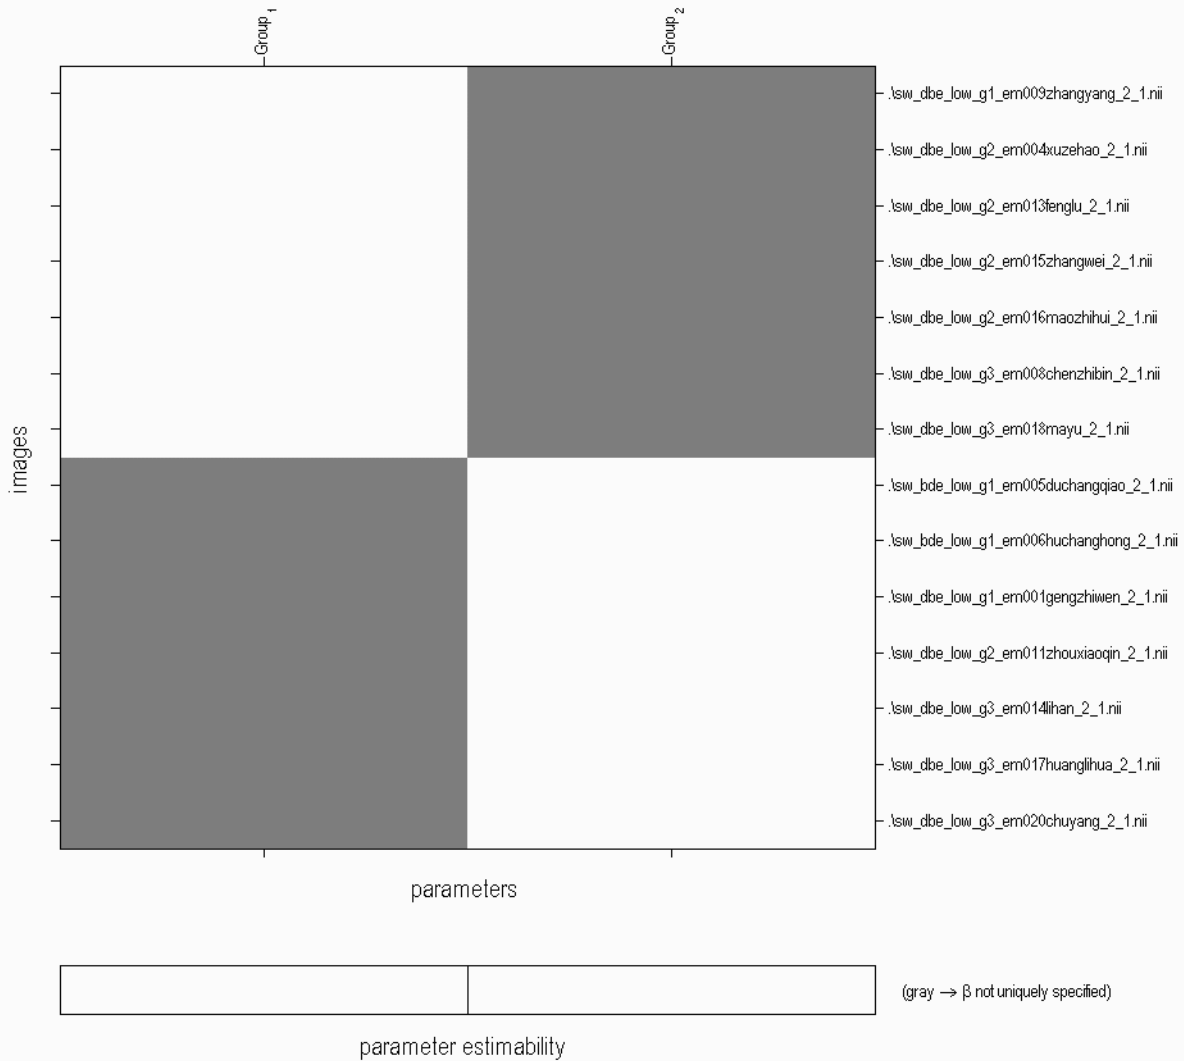 Group 1
Group 2
.\sw_dbe_low_g1_em009zhangyang_2_1.nii
.\sw_dbe_low_g2_em004xuzehao_2_1.nii
.\sw_dbe_low_g2_em013fenglu_2_1.nii
.\sw_dbe_low_g2_em015zhangwei_2_1.nii
.\sw_dbe_low_g2_em016maozhihui_2_1.nii
.\sw_dbe_low_g3_em008chenzhibin_2_1.nii
.\sw_dbe_low_g3_em018mayu_2_1.nii
images
.\sw_bde_low_g1_em005duchangqiao_2_1.nii
.\sw_bde_low_g1_em006huchanghong_2_1.nii
.\sw_dbe_low_g1_em001gengzhiwen_2_1.nii
.\sw_dbe_low_g2_em011zhouxiaoqin_2_1.nii
.\sw_dbe_low_g3_em014lihan_2_1.nii
.\sw_dbe_low_g3_em017huanglihua_2_1.nii
.\sw_dbe_low_g3_em020chuyang_2_1.nii
parameters
(gray → β not uniquely specified)
parameter estimability